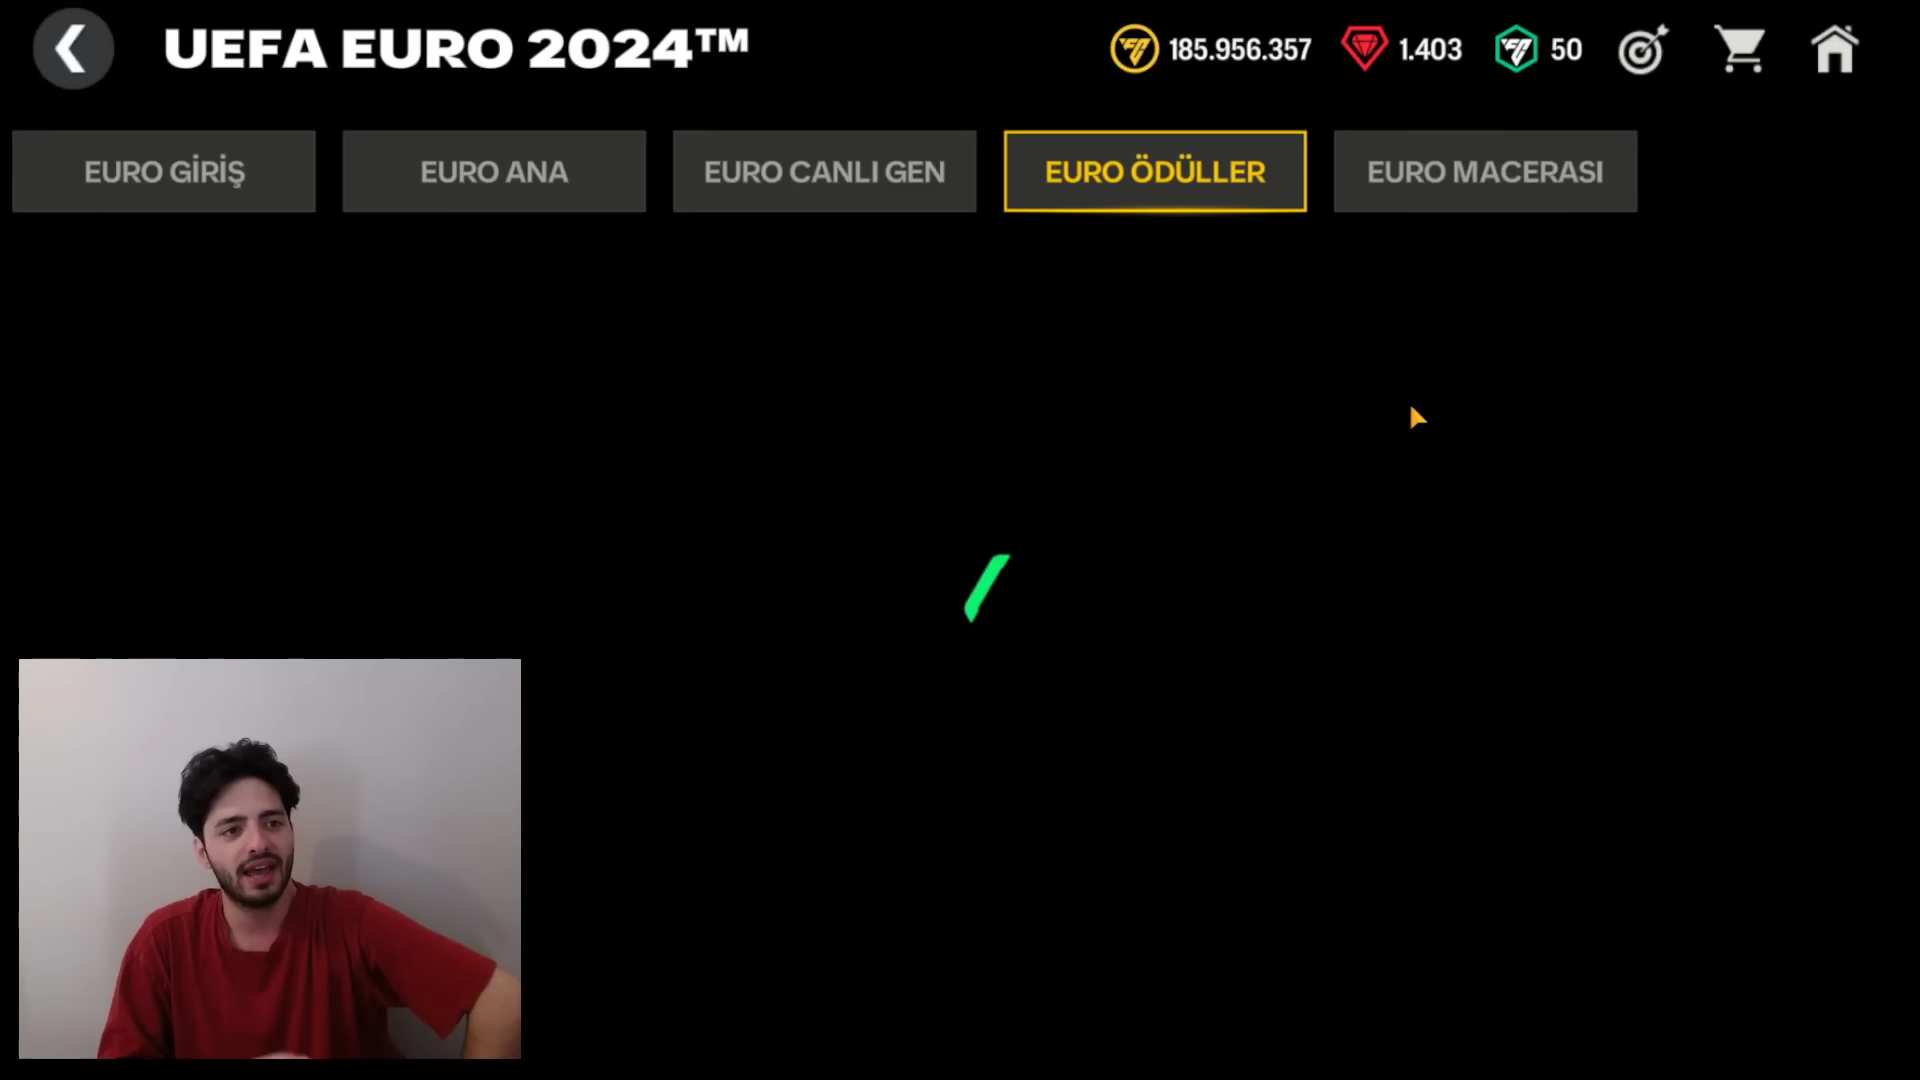 UEFA EURO 2024™
185.956.357
1.403
50
EURO GİRİŞ
EURO ANA
EURO CANLI GEN
EURO ÖDÜLLER
EURO MACERASI